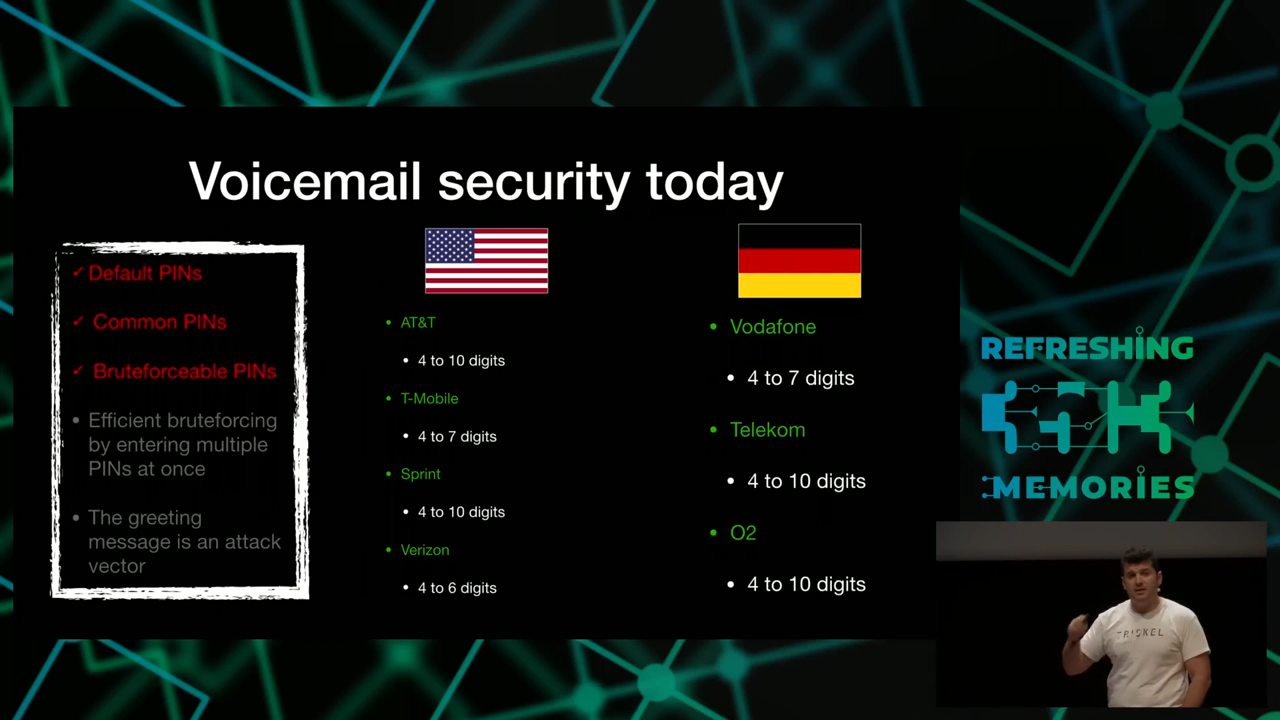 Voicemail security today
✓ Default PINs
✓ Common PINs
✓ Bruteforceable PINs
• Efficient bruteforcing
by entering multiple
PINs at once
• The greeting
message is an attack
vector
• AT&T
• 4 to 10 digits
• T-Mobile
• 4 to 7 digits
• Sprint
• 4 to 10 digits
• Verizon
• 4 to 6 digits
• Vodafone
• 4 to 7 digits
• Telekom
• 4 to 10 digits
• O2
• 4 to 10 digits
REFRESHING
MEMORIES